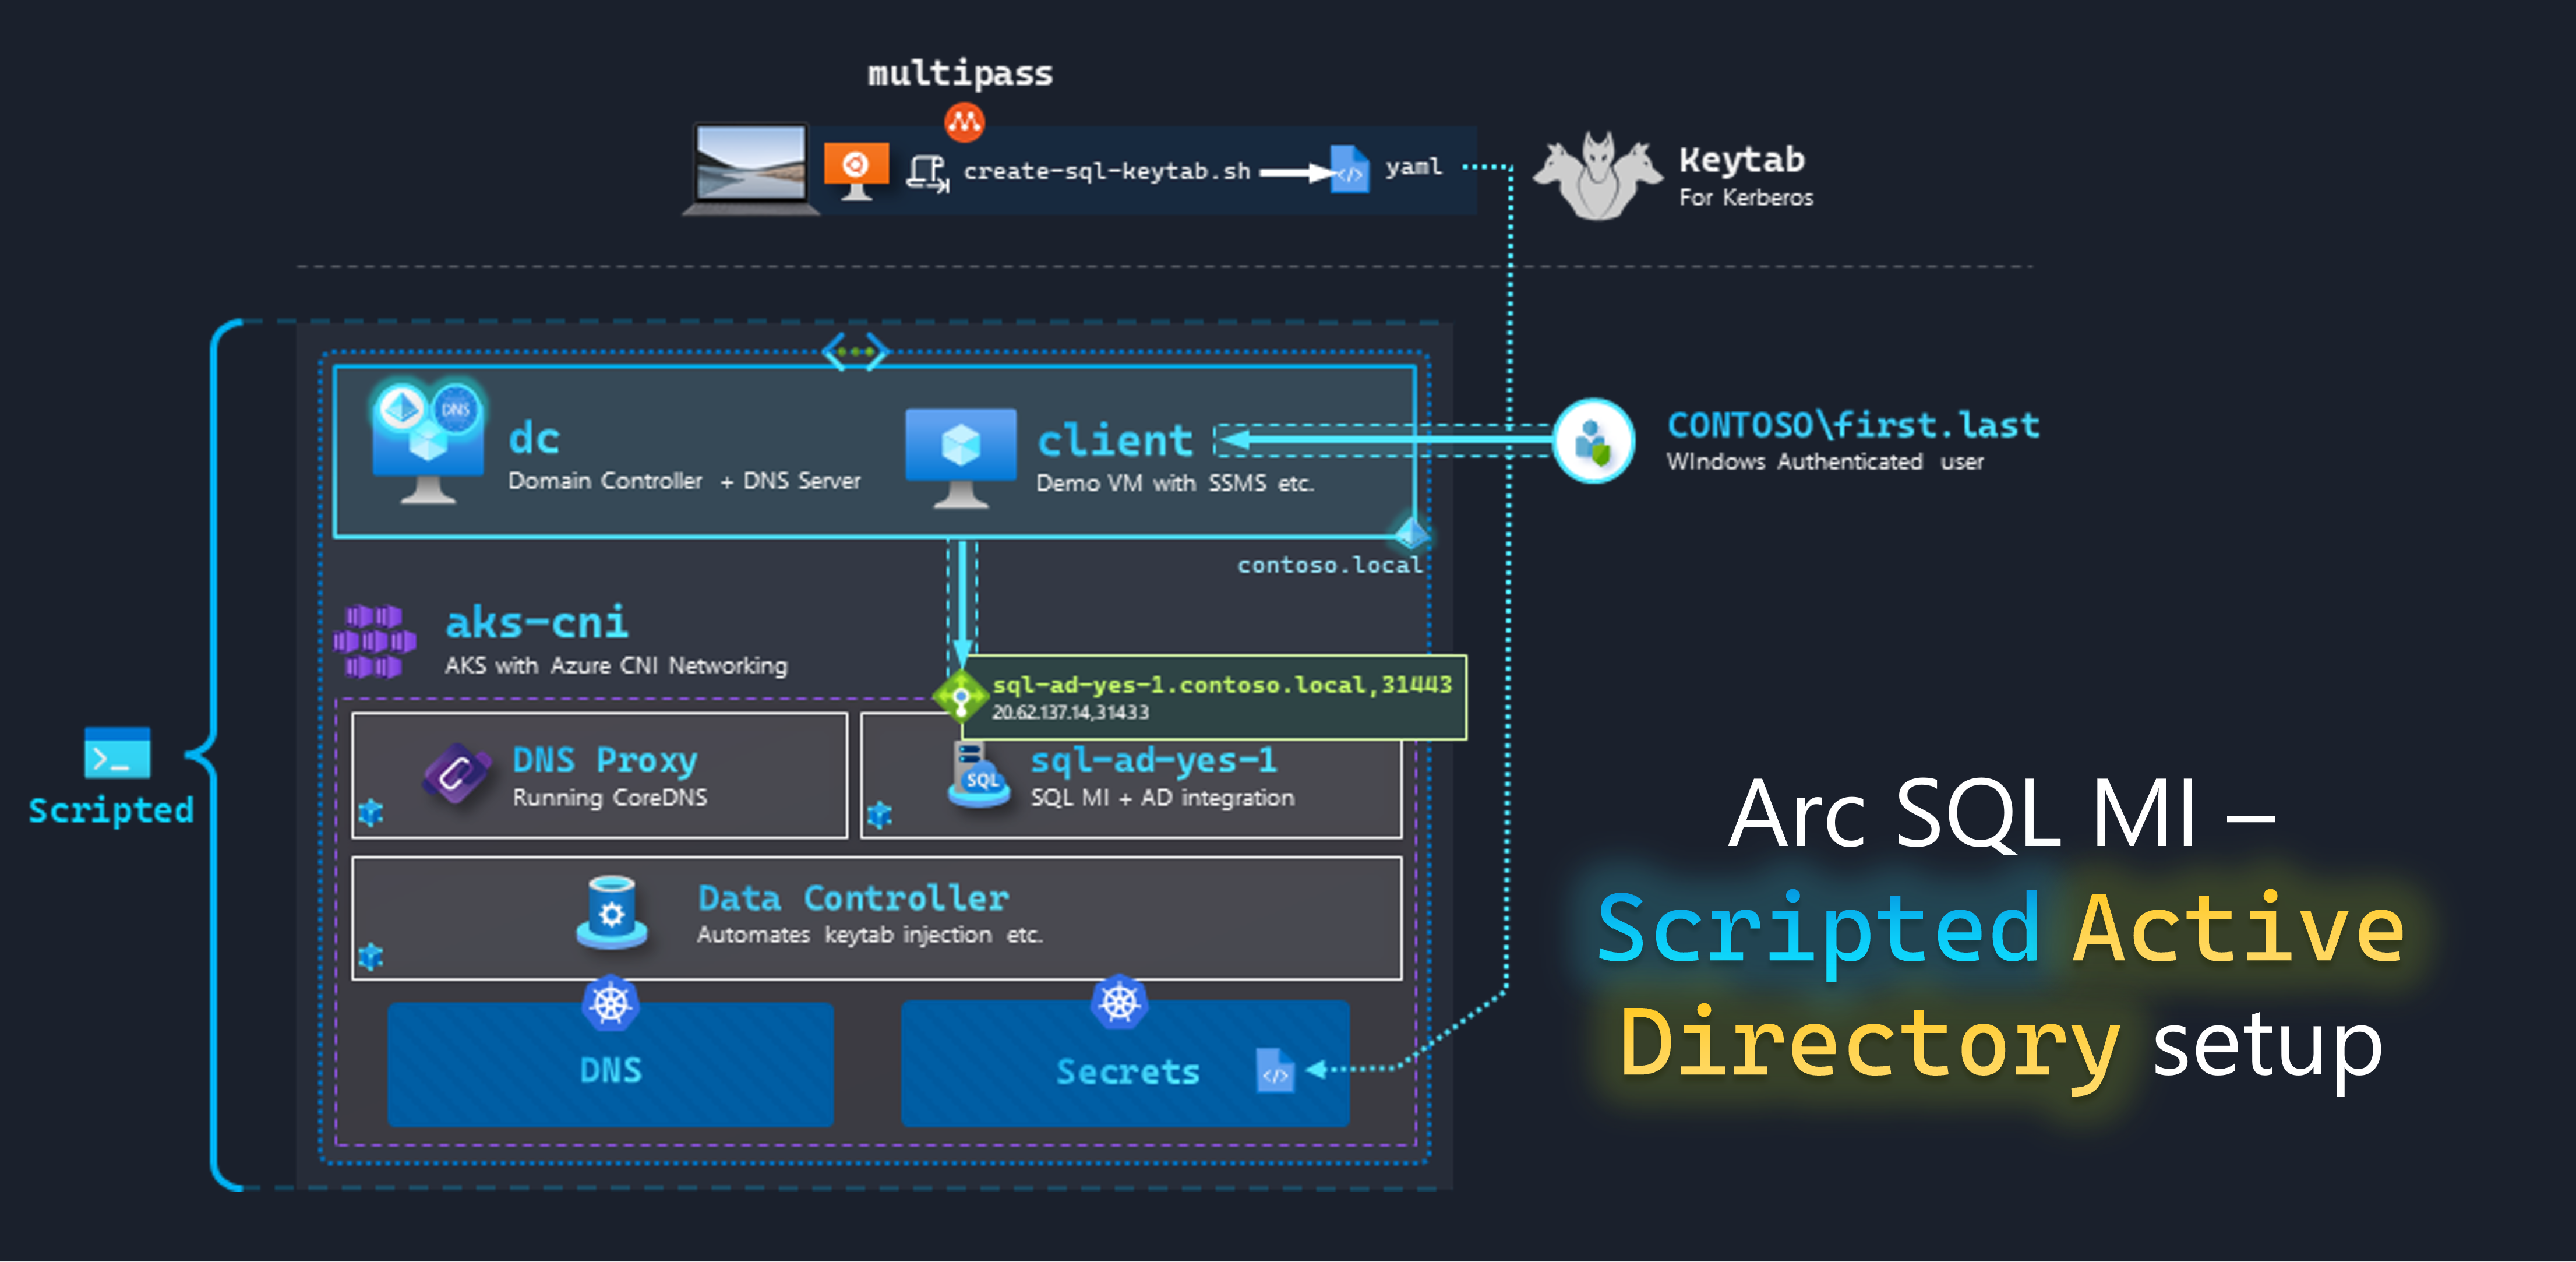 multipass
create-sql-keytab.sh
</>
yaml
Keytab
For Kerberos
DNS
dc
Domain Controller + DNS Server
client
Demo VM with SSMS etc.
CONTOSO\first.last
WIndows Authenticated user
contoso.local
aks-cni
AKS with Azure CNI Networking
sql-ad-yes-1.contoso.local,31443
20.62.137.14,31433
>_
Scripted
DNS Proxy
Running CoreDNS
SQL
sql-ad-yes-1
SQL MI + AD integration
Data Controller
Automates keytab injection etc.
DNS
Secrets
</>
Arc SQL MI –
Scripted Active
Directory setup